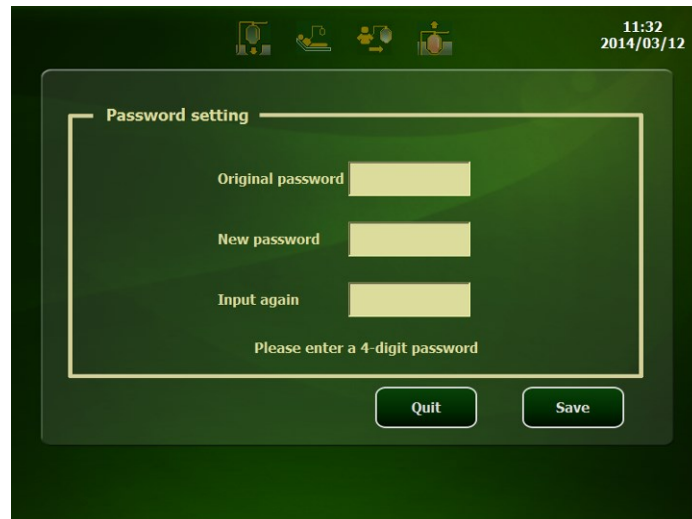 11:32
2014/03/12
Password setting
Original password
New password
Input again
Please enter a 4-digit password
Quit Save